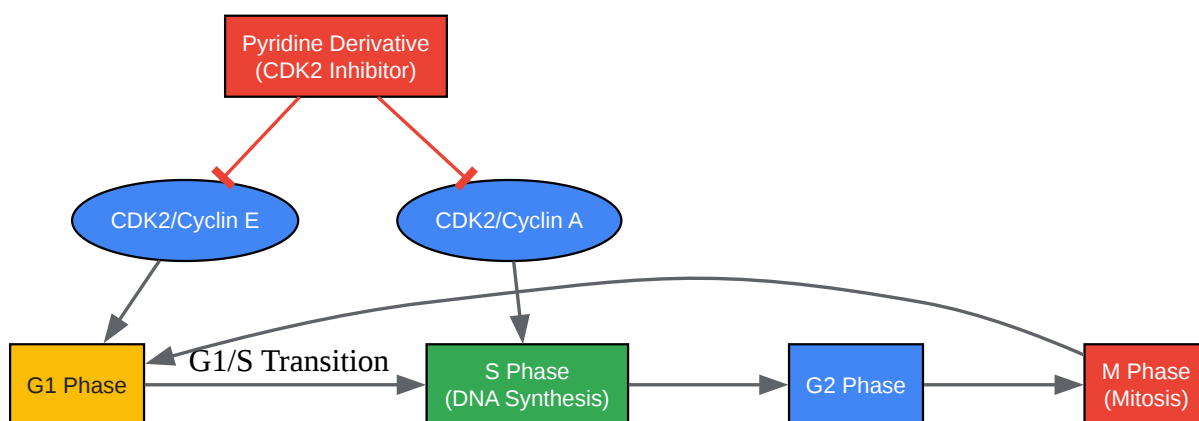 Pyridine Derivative
(CDK2 Inhibitor)
CDK2/Cyclin E
CDK2/Cyclin A
G1 Phase
G1/S Transition
S Phase
(DNA Synthesis)
G2 Phase
M Phase
(Mitosis)